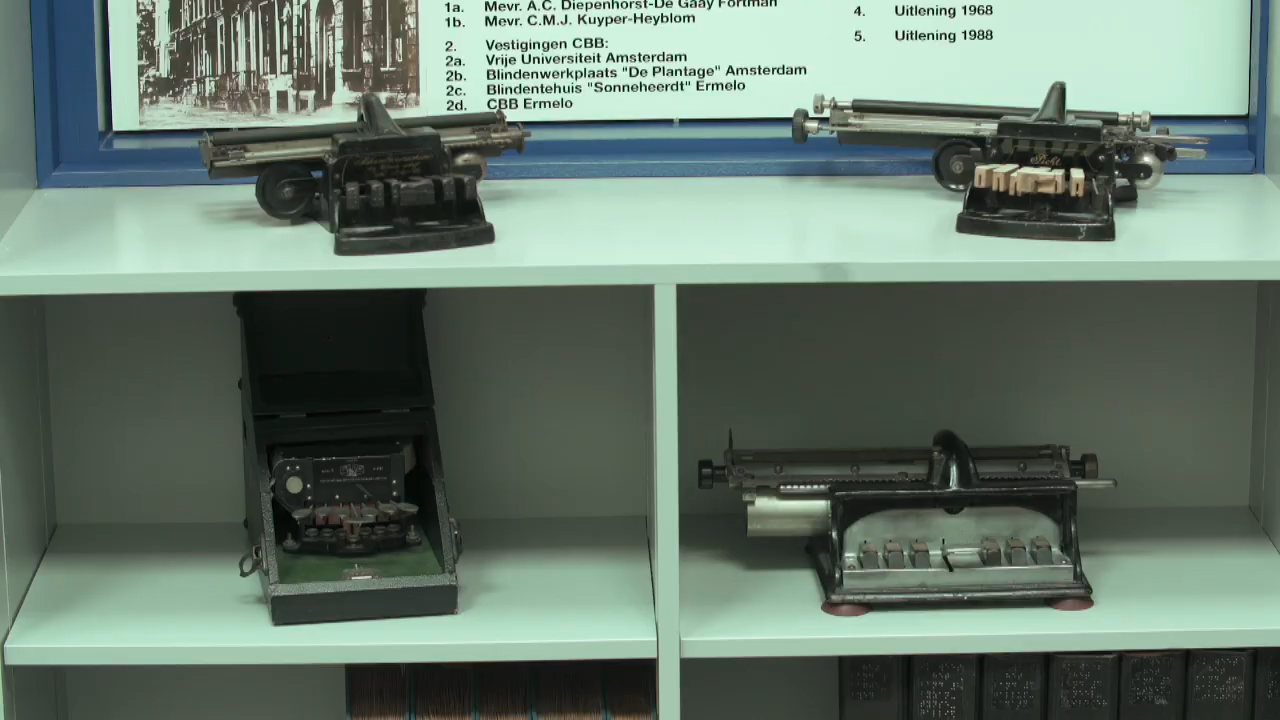 1a. Mevr. A.C. Diepenhorst-De Gaay Fortman
1b. Mevr. C.M.J. Kuyper-Heyblom
2. Vestigingen CBB:
2a. Vrije Universiteit Amsterdam
2b. Blindenwerkplaats "De Plantage" Amsterdam
2c. Blindentehuis "Sonneheerdt" Ermelo
2d. CBB Ermelo
4. Uitlening 1968
5. Uitlening 1988